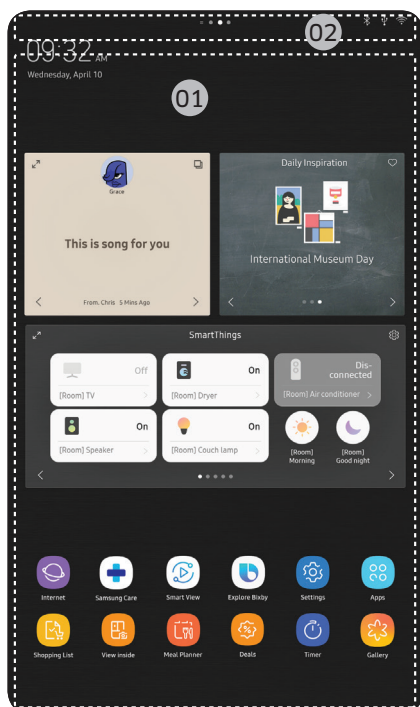 02
09:32 AM
Wednesday, April 10
01
Grace
This is song for you
From. Chris 5 Mins Ago
Daily Inspiration
International Museum Day
SmartThings
Off
[Room] TV
On
[Room] Dryer
Dis-
connected
[Room] Air conditioner
On
[Room] Speaker
On
[Room] Couch lamp
[Room]
Morning
[Room]
Good night
Internet
Samsung Care
Smart View
Explore Bixby
Settings
Apps
Shopping List
View inside
Meal Planner
Deals
Timer
Gallery